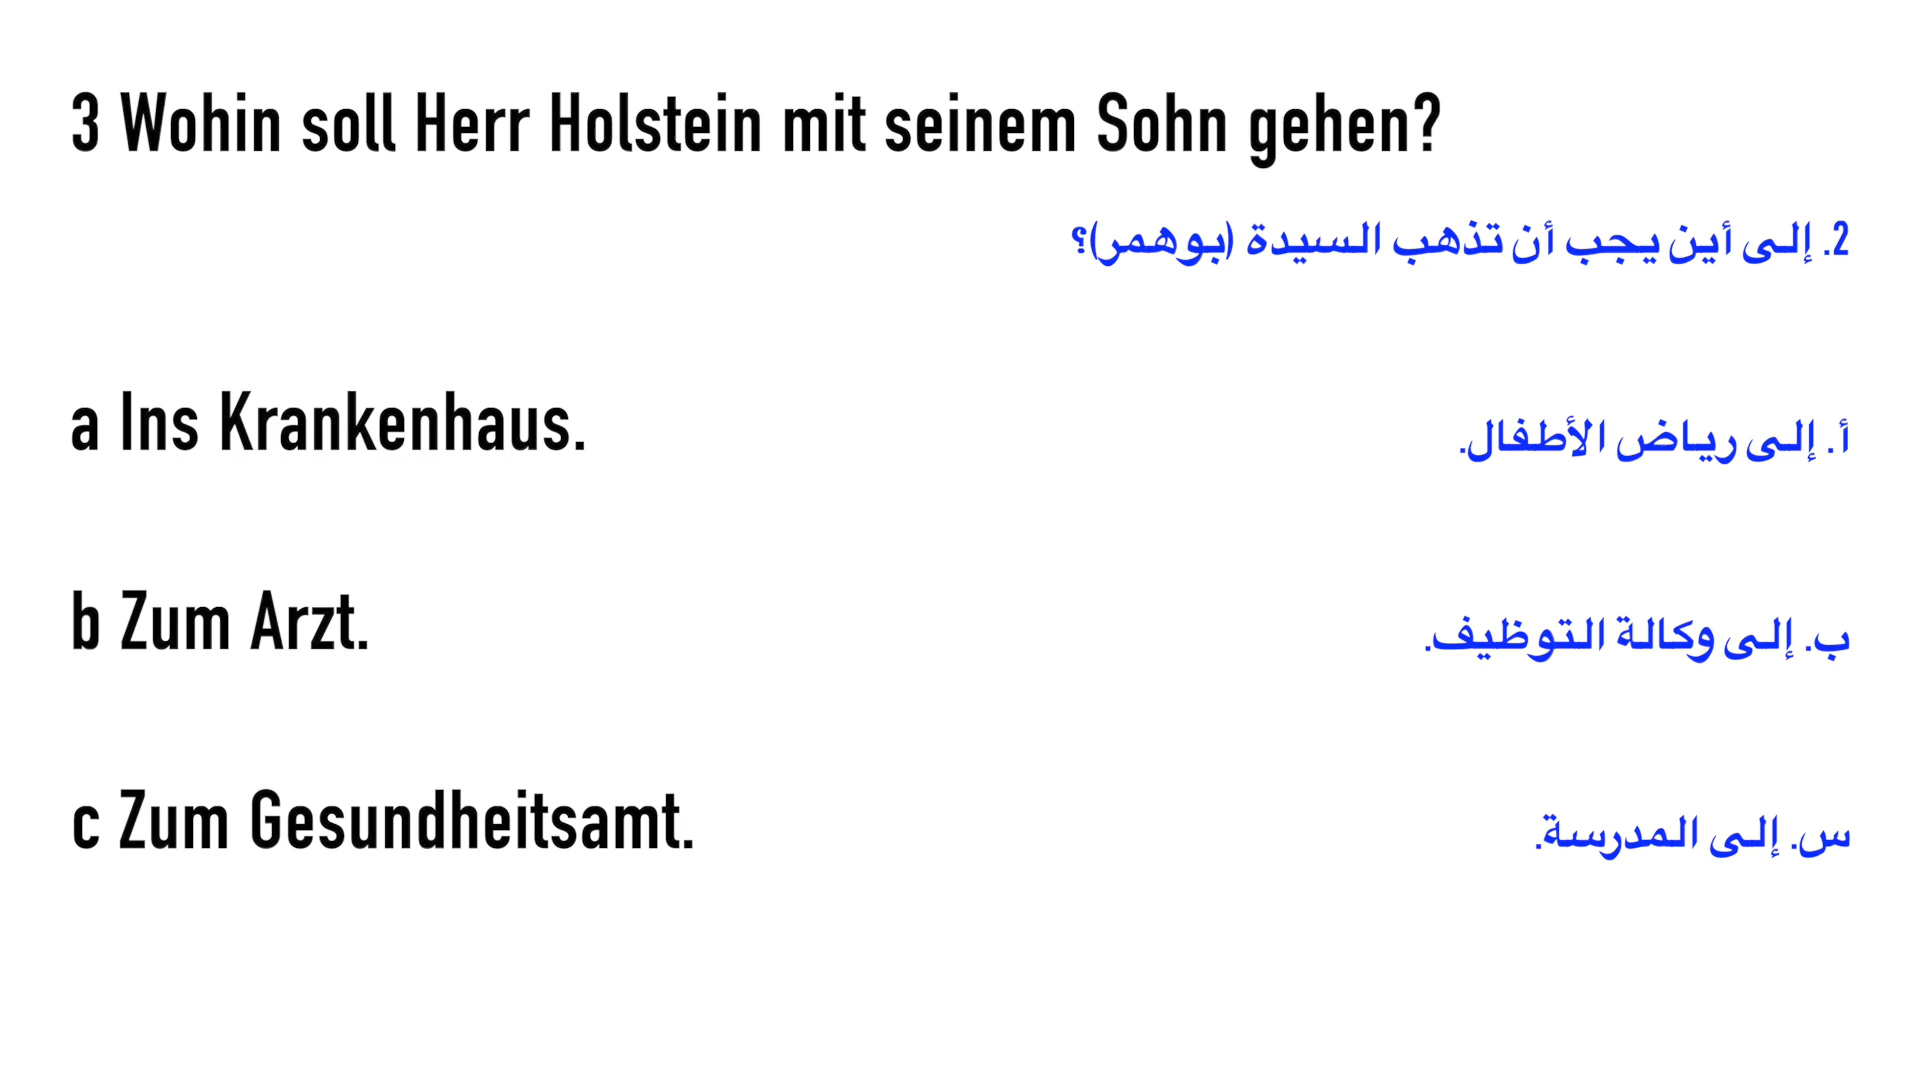 3 Wohin soll Herr Holstein mit seinem Sohn gehen?
2. إلى أين يجب أن تذهب السيدة (بوهمر)؟
a Ins Krankenhaus.
أ. إلى رياض الأطفال.
b Zum Arzt.
ب. إلى وكالة التوظيف.
c Zum Gesundheitsamt.
س. إلى المدرسة.